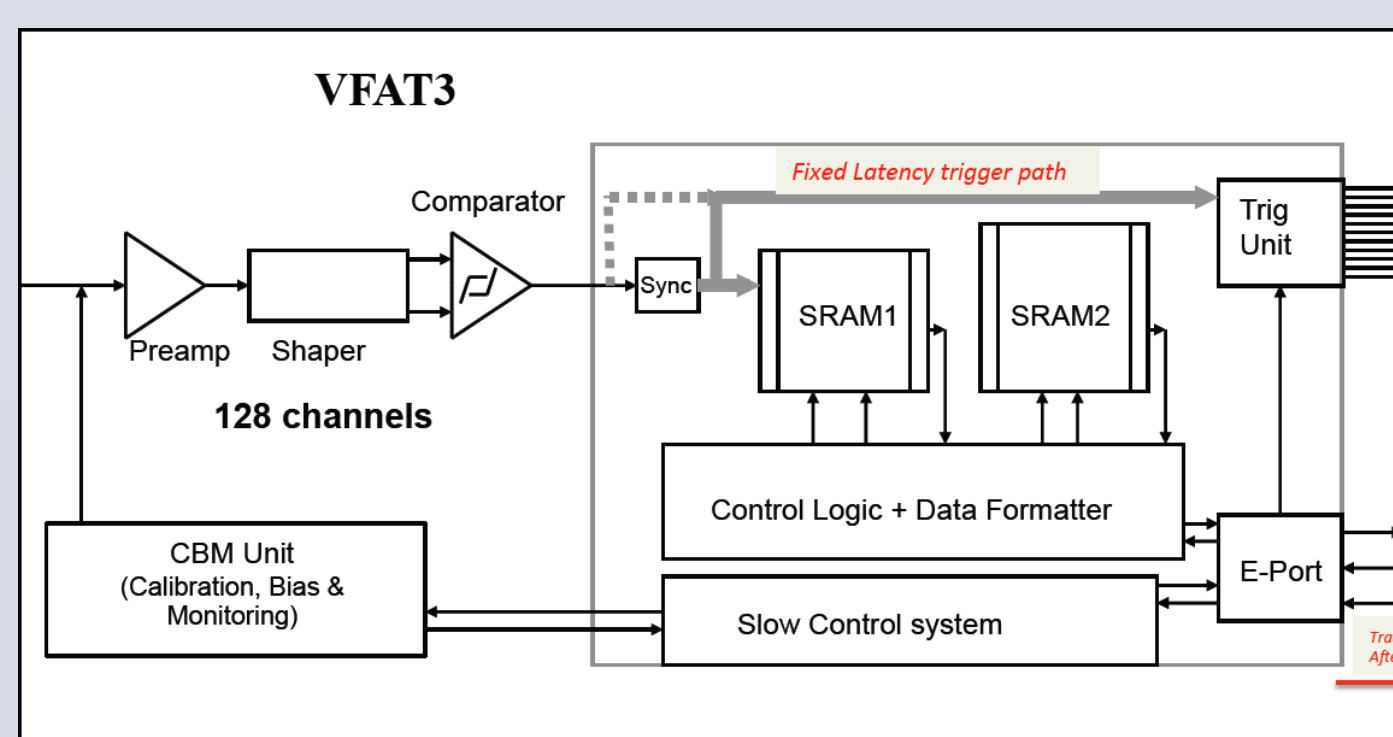 VFAT3
Fixed Latency trigger path
Comparator
Trig
Unit
Sync
SRAM1
SRAM2
Preamp
Shaper
128 channels
Control Logic + Data Formatter
CBM Unit
(Calibration, Bias &
Monitoring)
E-Port
Slow Control system